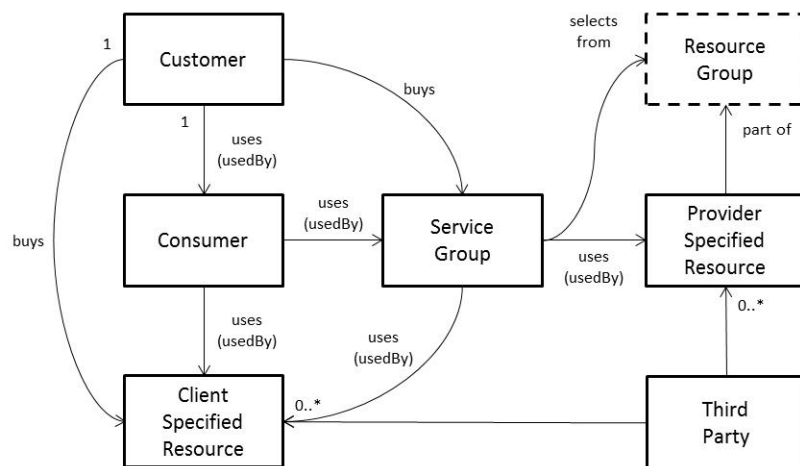 selects
from
1
Customer
Resource
Group
buys
1
uses
(usedBy)
part of
buys
Consumer
uses
(usedBy)
Service
Group
uses
(usedBy)
Provider
Specified
Resource
uses
(usedBy)
uses
(usedBy)
0..*
Client
Specified
Resource
0..*
Third
Party